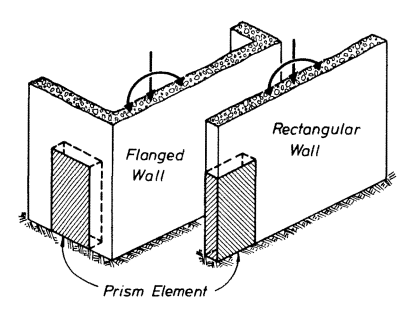 Flanged
Wall
Rectangular
Wall
Prism Element